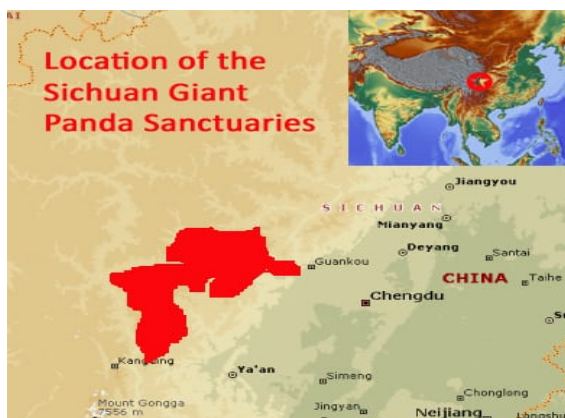 AI
Location of the
Sichuan Giant
Panda Sanctuaries
Jiangyou
SICHUAN
Mianyang
Deyang
Santai
Guankou
CHINA
Taihe
Chengdu
Ya'an
Simeng
Mount Gongga
7556 m
Chonglong
Jingyan
Neijiang